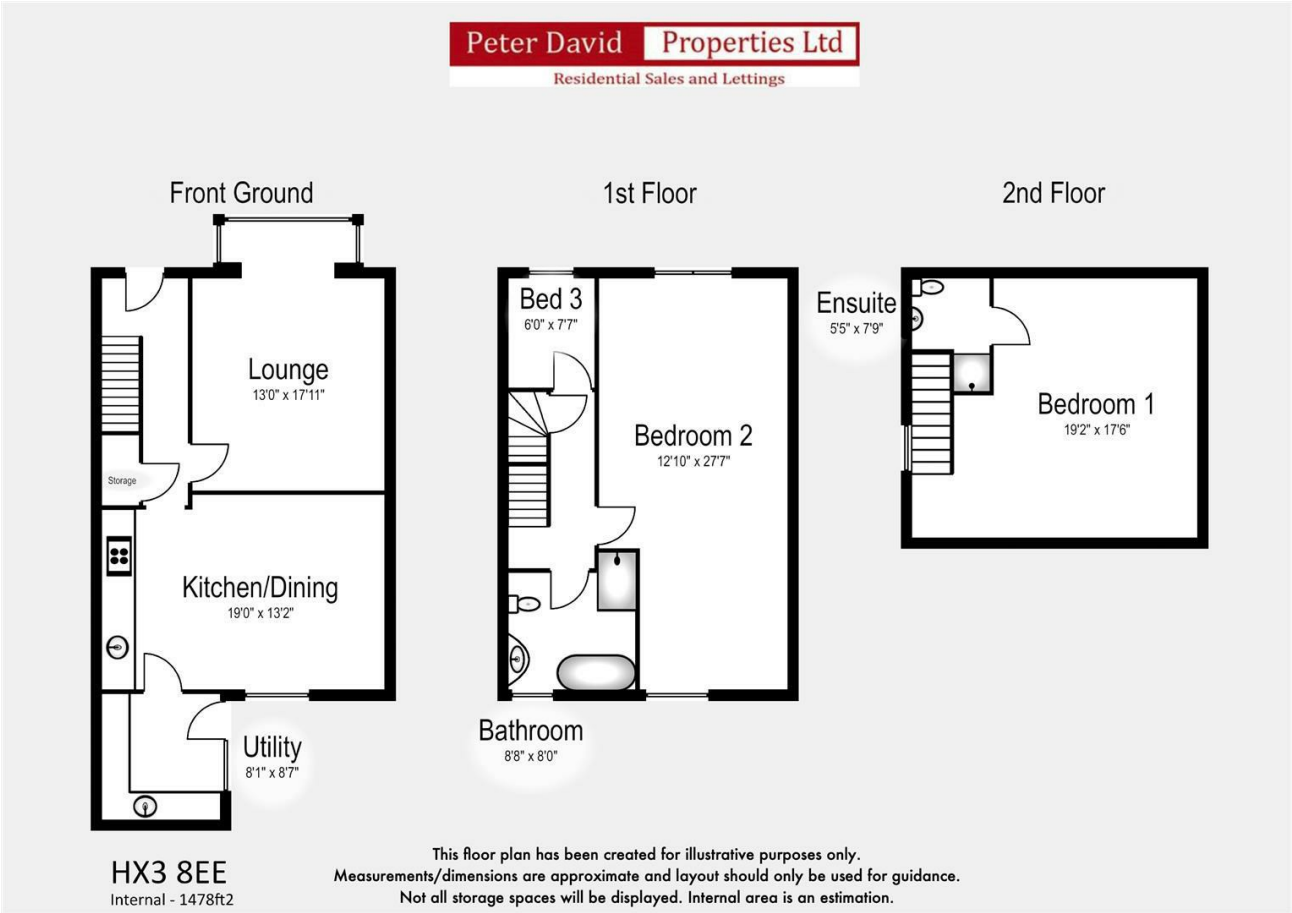 Peter David Properties Ltd
Residential Sales and Lettings
Front Ground
1st Floor
2nd Floor
Lounge
13'0" x 17'11"
Storage
Kitchen/Dining
19'0" x 13'2"
Utility
8'1" x 8'7"
Bed 3
6'0" x 7'7"
Bedroom 2
12'10" x 27'7"
Bathroom
8'8" x 8'0"
Ensuite
5'5" x 7'9"
Bedroom 1
19'2" x 17'6"
HX3 8EE
Internal - 1478ft2
This floor plan has been created for illustrative purposes only.
Measurements/dimensions are approximate and layout should only be used for guidance.
Not all storage spaces will be displayed. Internal area is an estimation.